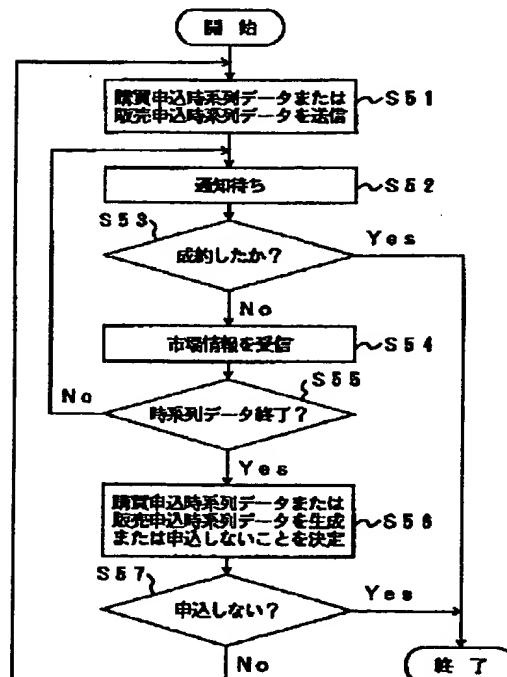 開始
購買申込時系列データまたは
販売申込時系列データを送信
S51
通知待ち
S52
S53
成約したか?
Yes
No
市場情報を受信
S54
S55
No
時系列データ終了?
Yes
購買申込時系列データまたは
販売申込時系列データを生成
または申込しないことを決定
S56
S57
申込しない?
Yes
No
終了